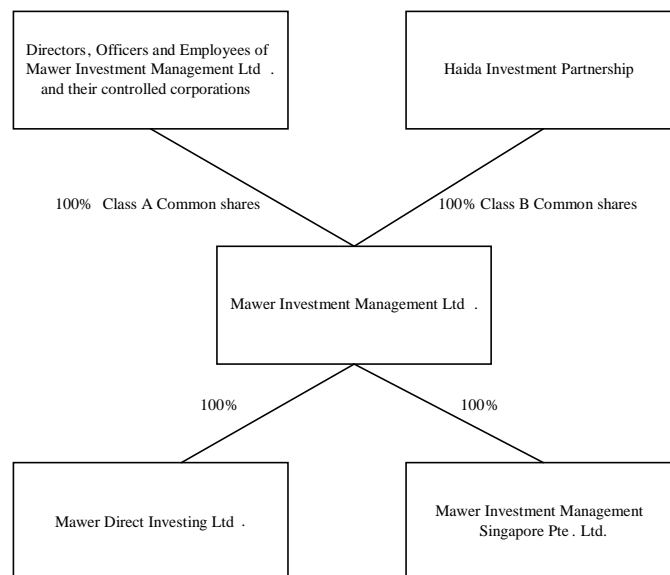 Directors, Officers and Employees of
Mawer Investment Management Ltd .
and their controlled corporations
Haida Investment Partnership
100% Class A Common shares
100% Class B Common shares
Mawer Investment Management Ltd .
100%
100%
Mawer Direct Investing Ltd .
Mawer Investment Management
Singapore Pte . Ltd.